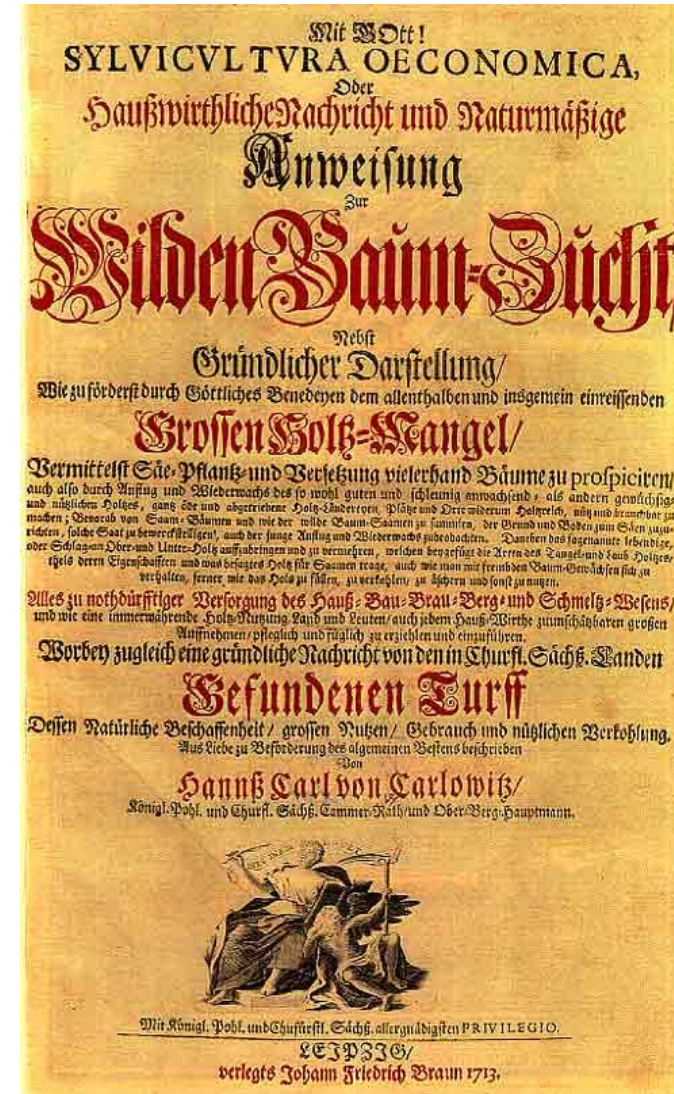 Mit GOtt!
SYLVICVLTVRA OECONOMICA,
Oder
Haußwirthliche Nachricht und Naturmäßige
Anweisung
Zur
Wilden Baum-Zucht/
Nebst
Gründlicher Darstellung/
Wie zu förderst durch Göttliches Benedeyen dem allenthalben und insgemein einreissenden
Grossen Holtz-Mangel/
Vermittelst Säe- Pflantz- und Versetzung vielerhand Bäume zu prospiciren/
auch also durch Anflug und Wiederwachs des so wohl guten und schleunig anwachsend- als andern gewüchsig-
und nützlichen Holtzes, gantz öde und abgetriebene Holtz-Ländereyen, Plätze und Orte widerum Holtzreich, nütz und brauchbar zu
machen; Benorab von Saam-Bäumen und wie der wilde Baum-Saamen zu sammlen, der Grund und Boden zum Säen zuzu-
richten, solche Saat zu bewerckstelligen, auch der junge Anflug und Wiederwachs zubeobachten. Daneben das sogenannte lebendige,
oder Schlag-an Ober- und Unter-Holtz auffzubringen und zu vermehren, welchen beygefügt die Arten des Tangel- und Laub Holtzes/
theils deren Eigenschafften und was besagtes Holtz für Saamen trage, auch wie man mit frembden Baum-Gewächsen sich zu
verhalten, ferner wie das Holtz zu fällen, zu verkohlen, zu äschern und sonst zu nutzen.
Alles zu nothdürfftiger Versorgung des Hauß- Bau- Brau- Berg- und Schmeltz-Wesens/
und wie eine immerwährende Holtz-Nutzung Land und Leuten/ auch jedem Hauß-Wirthe zu unschätzbaren großen
Auffnehmen/ pfleglich und füglich zu erziehlen und einzuführen.
Worbey zugleich eine gründliche Nachricht von den in Churfl. Sächß. Landen
Gefundenen Turff
Dessen Natürliche Beschaffenheit/ grossen Nutzen/ Gebrauch und nützlichen Verkohlung.
Aus Liebe zu Beförderung des algemeinen Bestens beschrieben
Von
Hannß Carl von Carlowitz/
Königl. Pohl. und Churfl. Sächß. Cammer-Rath/ und Ober-Berg-Hauptmann.
Mit Königl. Pohl. und Chufürstl. Sächß. allergnädigsten PRIVILEGIO.
LEIPZIG/
verlegts Johann Friedrich Braun 1713.